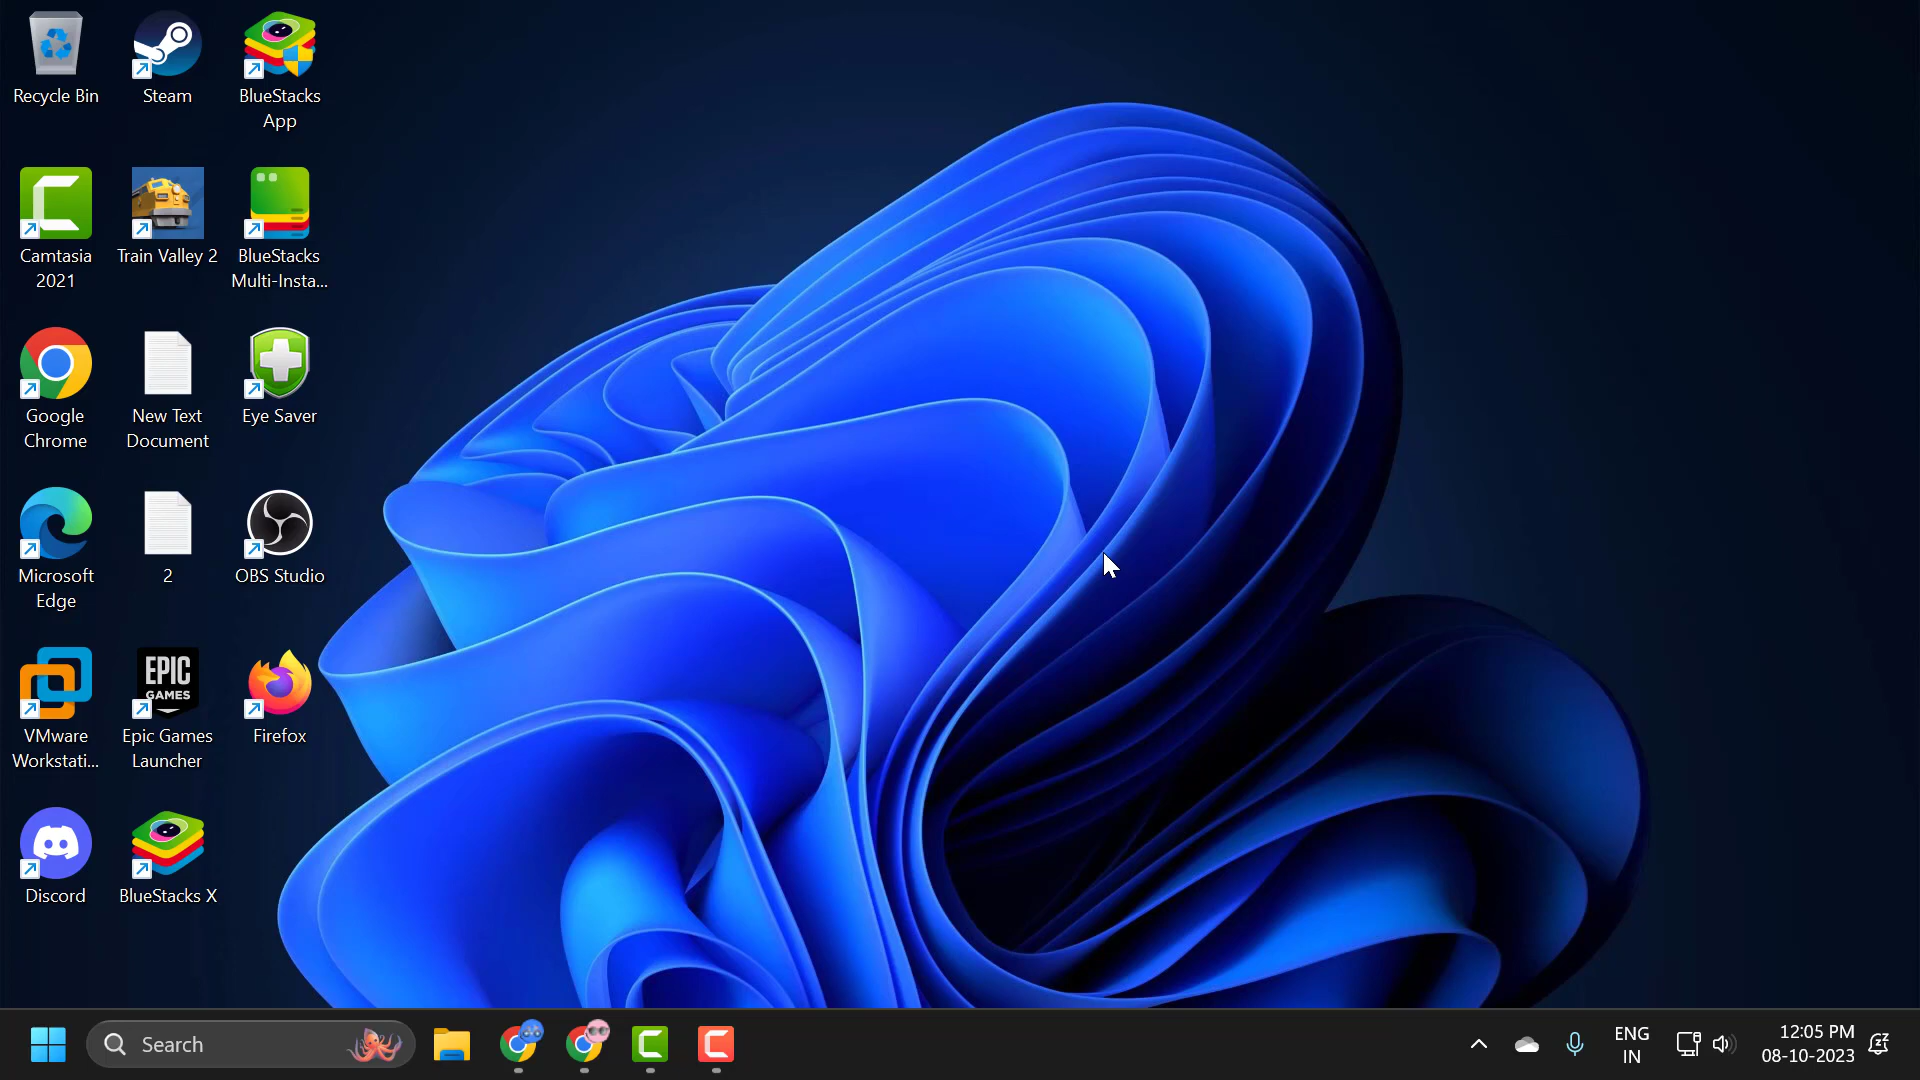 Recycle Bin
Steam
BlueStacks
App
Camtasia
2021
Train Valley 2
BlueStacks
Multi-Insta...
Google
Chrome
New Text
Document
Eye Saver
Microsoft
Edge
2
OBS Studio
EPIC
GAMES
VMware
Workstati...
Epic Games
Launcher
Firefox
Discord
BlueStacks X
Search
ENG
IN
12:05 PM
08-10-2023